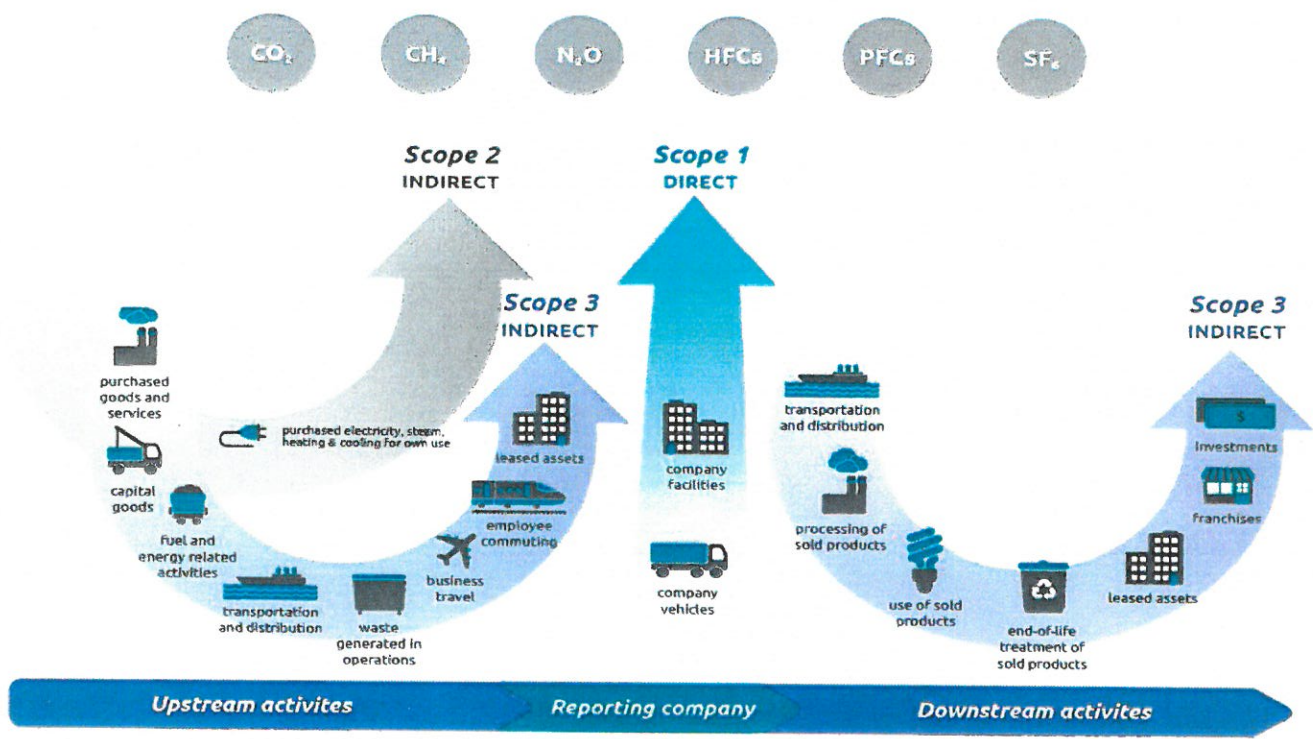 CO₂
CH₄
N₂O
HFCs
PFCs
SF₆
Scope 2
INDIRECT
Scope 1
DIRECT
Scope 3
INDIRECT
Scope 3
INDIRECT
purchased
goods and
services
capital
goods
fuel and
energy related
activities
purchased electricity, steam,
heating & cooling for own use
transportation
and distribution
waste
generated in
operations
business
travel
employee
commuting
leased assets
company
facilities
company
vehicles
transportation
and distribution
processing of
sold products
use of sold
products
end-of-life
treatment of
sold products
leased assets
franchises
Investments
$
Upstream activites
Reporting company
Downstream activites